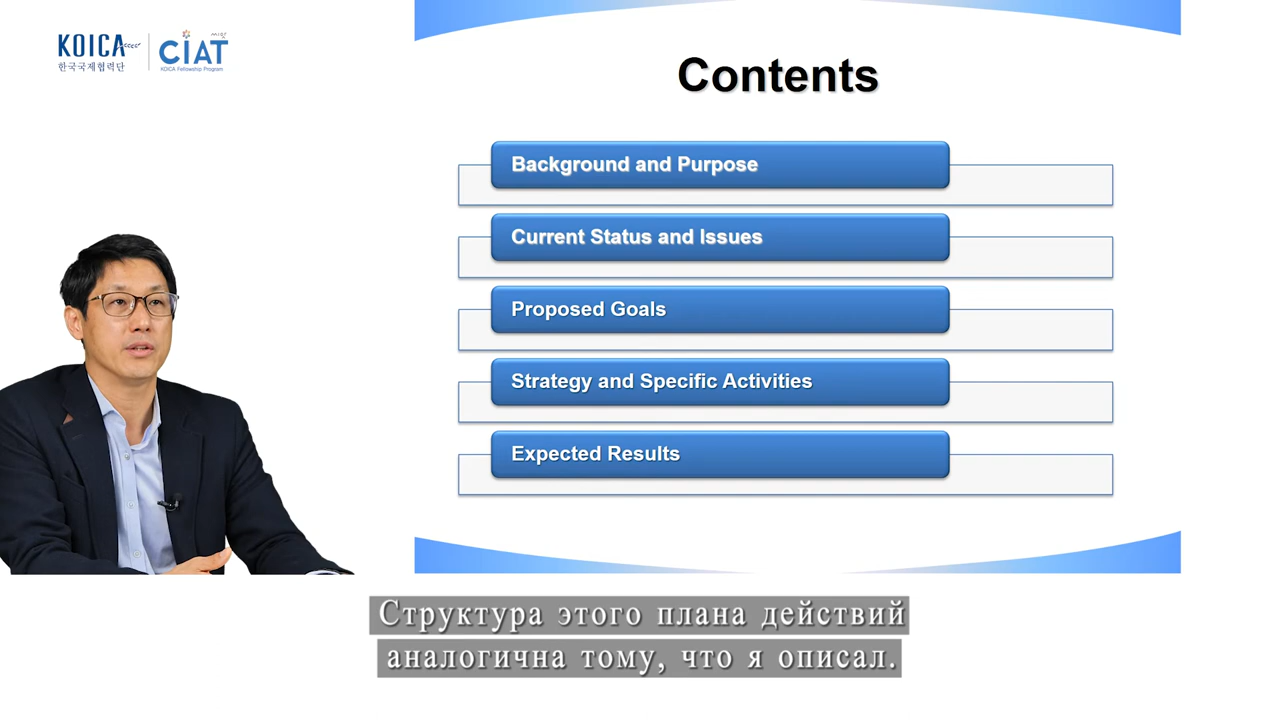 KOICA
한국국제협력단
CIAT
KOICA Fellowship Program
Contents
Background and Purpose
Current Status and Issues
Proposed Goals
Strategy and Specific Activities
Expected Results
Структура этого плана действий
аналогична тому, что я описал.